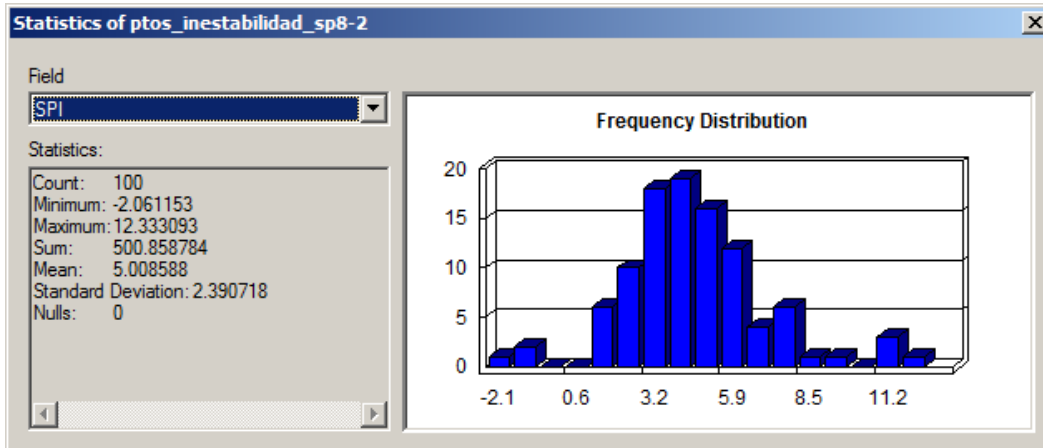 Statistics of ptos_inestabilidad_sp8-2
Field
SPI
Statistics:
Count: 100
Minimum: -2.061153
Maximum: 12.333093
Sum: 500.858784
Mean: 5.008588
Standard Deviation: 2.390718
Nulls: 0
Frequency Distribution
20
15
10
5
0
-2.1 0.6 3.2 5.9 8.5 11.2